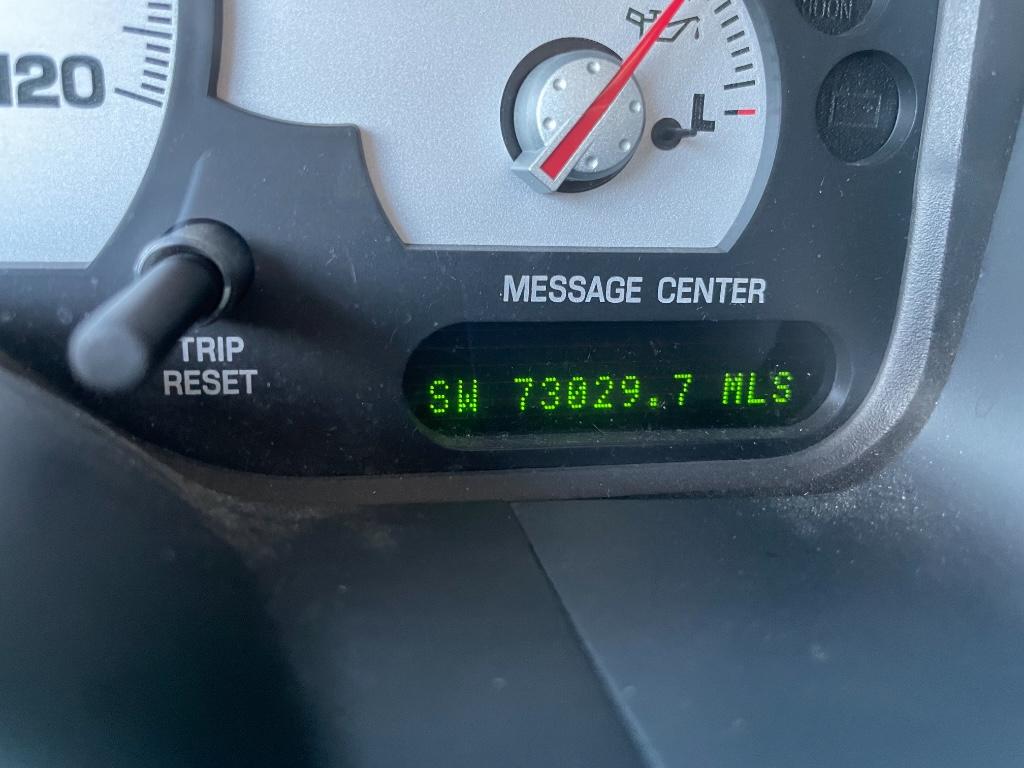 120
L
MESSAGE CENTER
TRIP
RESET
SW 73029.7 MLS